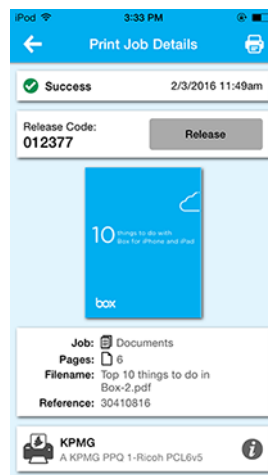 iPod 3:33 PM
Print Job Details
Success 2/3/2016 11:49am
Release Code:
012377
Release
10 things to do with
Box for iPhone and iPad
box
Job: Documents
Pages: 6
Filename: Top 10 things to do in
Box-2.pdf
Reference: 30410816
KPMG
A KPMG PPQ 1-Ricoh PCL6v5